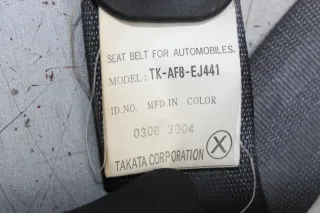 SEAT BELT FOR AUTOMOBILES.
MODEL: TK-AF8-EJ441
ID.NO. MFD.IN COLOR
0308 2004
TAKATA CORPORATION X